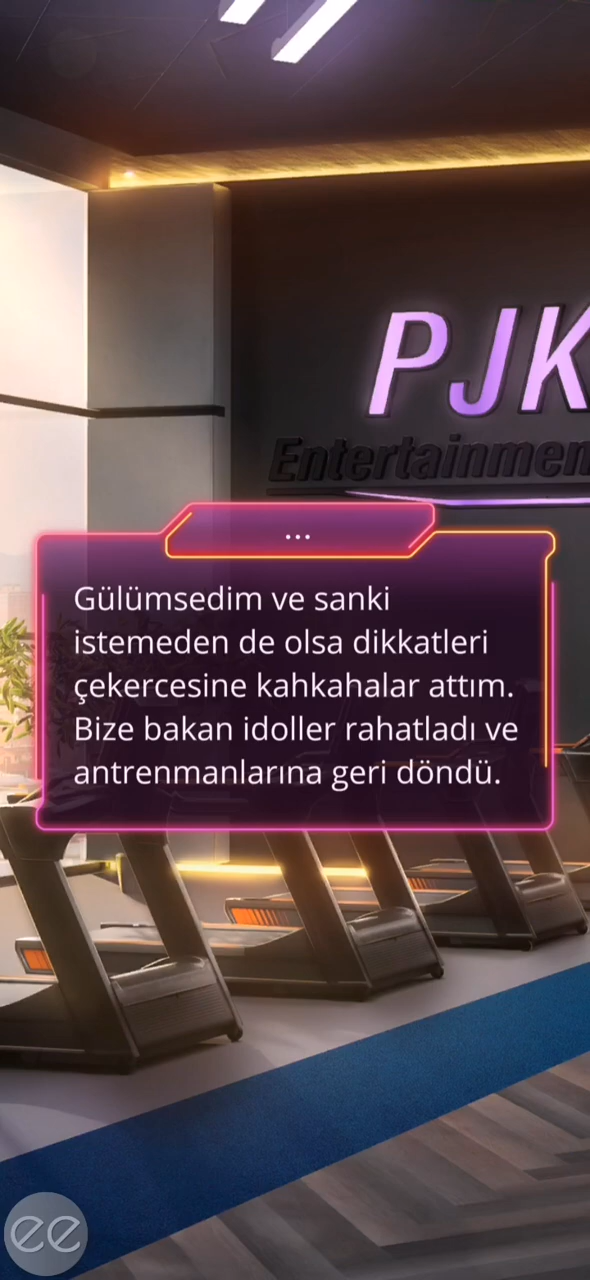 PJK
Entertainmen
...
Gülümsedim ve sanki
istemeden de olsa dikkatleri
çekercesine kahkahalar attım.
Bize bakan idoller rahatladı ve
antrenmanlarına geri döndü.
ee